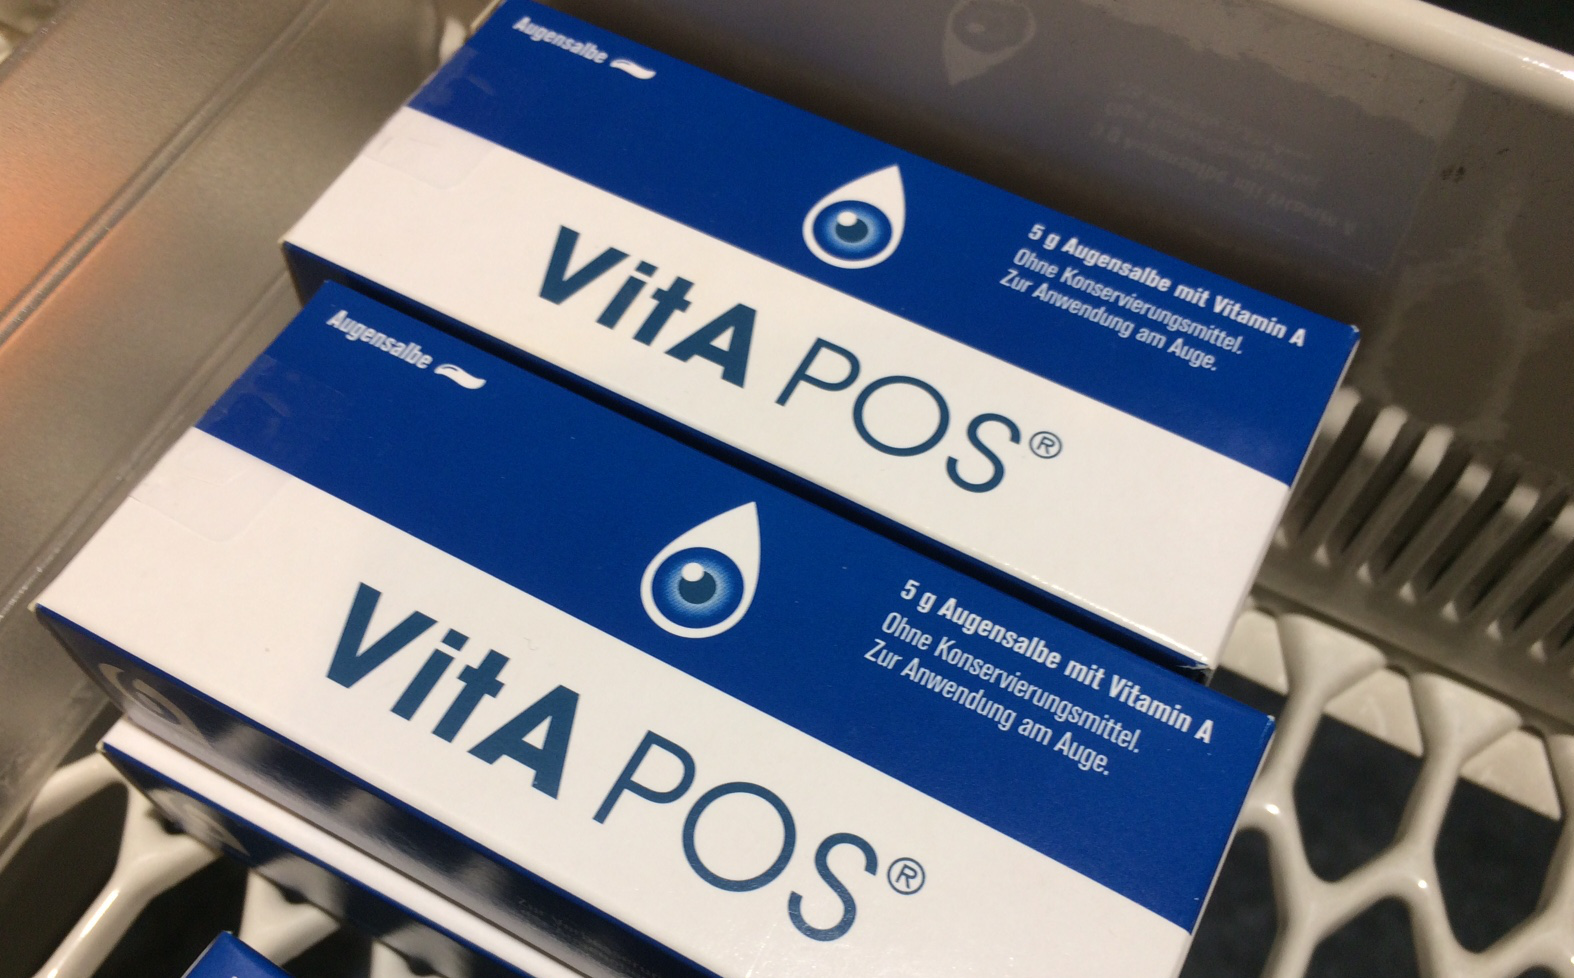 Augensalbe
5 g Augensalbe mit Vitamin A
Ohne Konservierungsmittel.
Zur Anwendung am Auge.
VitA POS®
Augensalbe
5 g Augensalbe mit Vitamin A
Ohne Konservierungsmittel.
Zur Anwendung am Auge.
VitA POS®